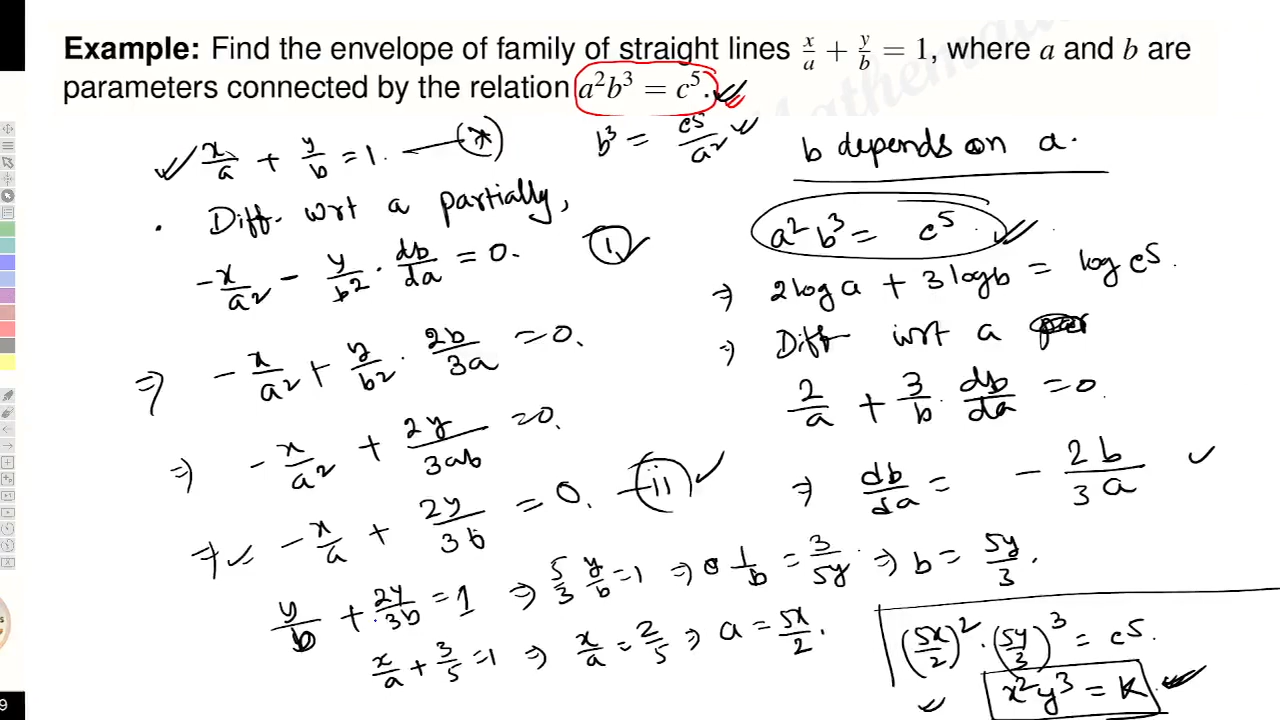 Example: Find the envelope of family of straight lines x/a + y/b = 1, where a and b are
parameters connected by the relation a²b³ = c⁵.
x/a + y/b = 1. — (*)
b³ = c5/a²
b depends on a.
• Diff. wrt a partially,
-x/a² - y/b² · db/da = 0. (i)
⇒ -x/a² + y/b² · 2b/3a = 0.
⇒ -x/a² + 2y/3ab = 0.
⇒ -x/a + 2y/3b = 0. — (ii)
y/b + 2y/3b = 1 ⇒ 5/3 y/b = 1 ⇒ 1/b = 3/5y ⇒ b = 5y/3.
x/a + 3/5 = 1 ⇒ x/a = 2/5 ⇒ a = 5x/2.
a² b³ = c⁵.
⇒ 2 log a + 3 log b = log c5.
⇒ Diff wrt a
2/a + 3/b · db/da = 0.
⇒ db/da = - 2b/3a
(5x/2)² · (5y/3)³ = c5.
x²y³ = K.
9